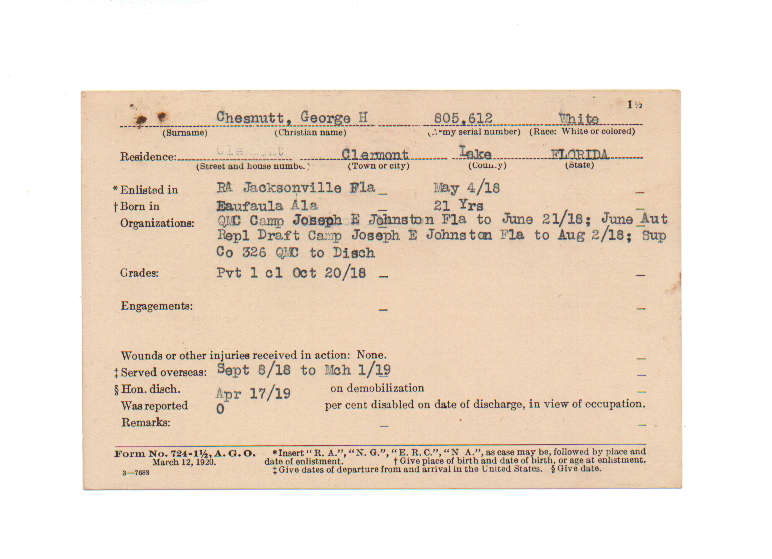 1½
Chesnutt, George H 805,612 White
(Surname) (Christian name) (Army serial number) (Race: White or colored)
Residence: Clermont Lake FLORIDA
(Street and house number) (Town or city) (County) (State)
* Enlisted in RA Jacksonville Fla May 4/18
† Born in Eaufaula Ala 21 Yrs
Organizations: QMC Camp Joseph E Johnston Fla to June 21/18; June Aut
Repl Draft Camp Joseph E Johnston Fla to Aug 2/18; Sup
Co 326 QMC to Disch
Grades: Pvt 1 cl Oct 20/18
Engagements:
Wounds or other injuries received in action: None.
‡ Served overseas: Sept 8/18 to Mch 1/19
§ Hon. disch. Apr 17/19 on demobilization
Was reported 0 per cent disabled on date of discharge, in view of occupation.
Remarks:
Form No. 724-1½, A. G. O. *Insert "R. A.", "N. G.", "E. R. C.", "N A.", as case may be, followed by place and
March 12, 1920. date of enlistment. † Give place of birth and date of birth, or age at enlistment.
3—7688 ‡ Give dates of departure from and arrival in the United States. § Give date.